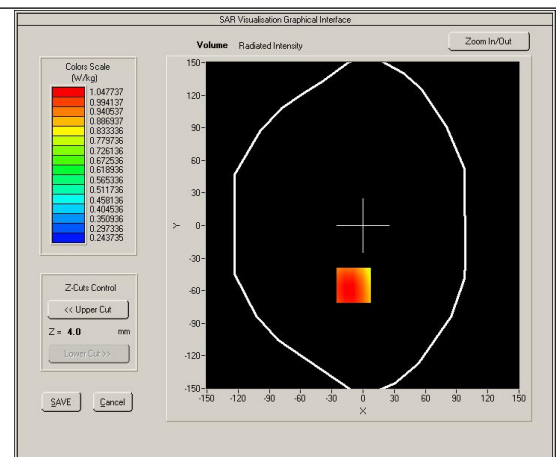 SAR Visualisation Graphical Interface
Volume Radiated Intensity
Zoom In/Out
Colors Scale
(W/kg)
1.047737
0.994137
0.940537
0.886937
0.833336
0.779736
0.726136
0.672536
0.618936
0.565336
0.511736
0.458136
0.404536
0.350936
0.297336
0.243735
Z-Cuts Control
<< Upper Cut
Z = 4.0 mm
Lower Cut >>
SAVE Cancel
Y
150
120
90
60
30
0
-30
-60
-90
-120
-150
-150 -120 -90 -60 -30 0 30 60 90 120 150
X